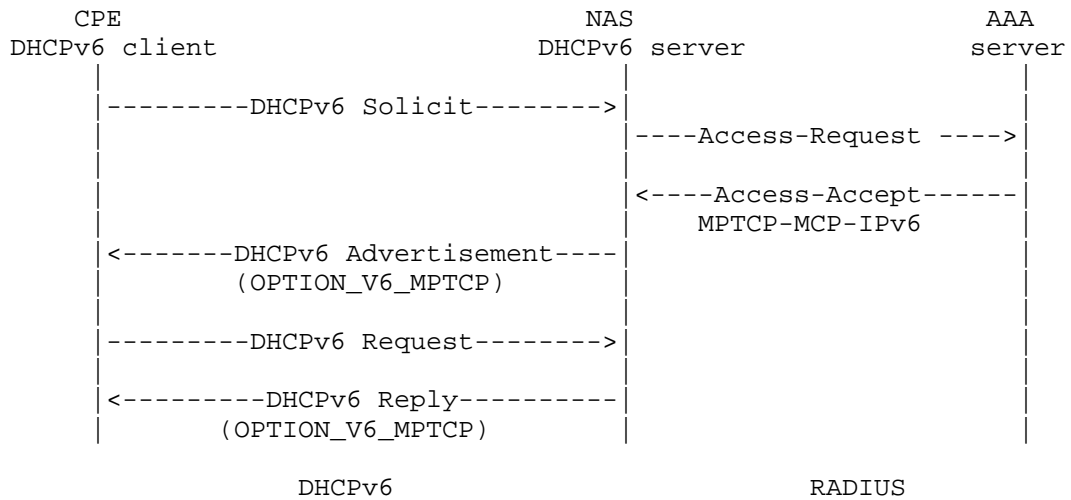 CPE NAS AAA
DHCPv6 client DHCPv6 server server
DHCPv6 Solicit
Access-Request
Access-Accept
MPTCP-MCP-IPv6
DHCPv6 Advertisement
(OPTION_V6_MPTCP)
DHCPv6 Request
DHCPv6 Reply
(OPTION_V6_MPTCP)
DHCPv6 RADIUS